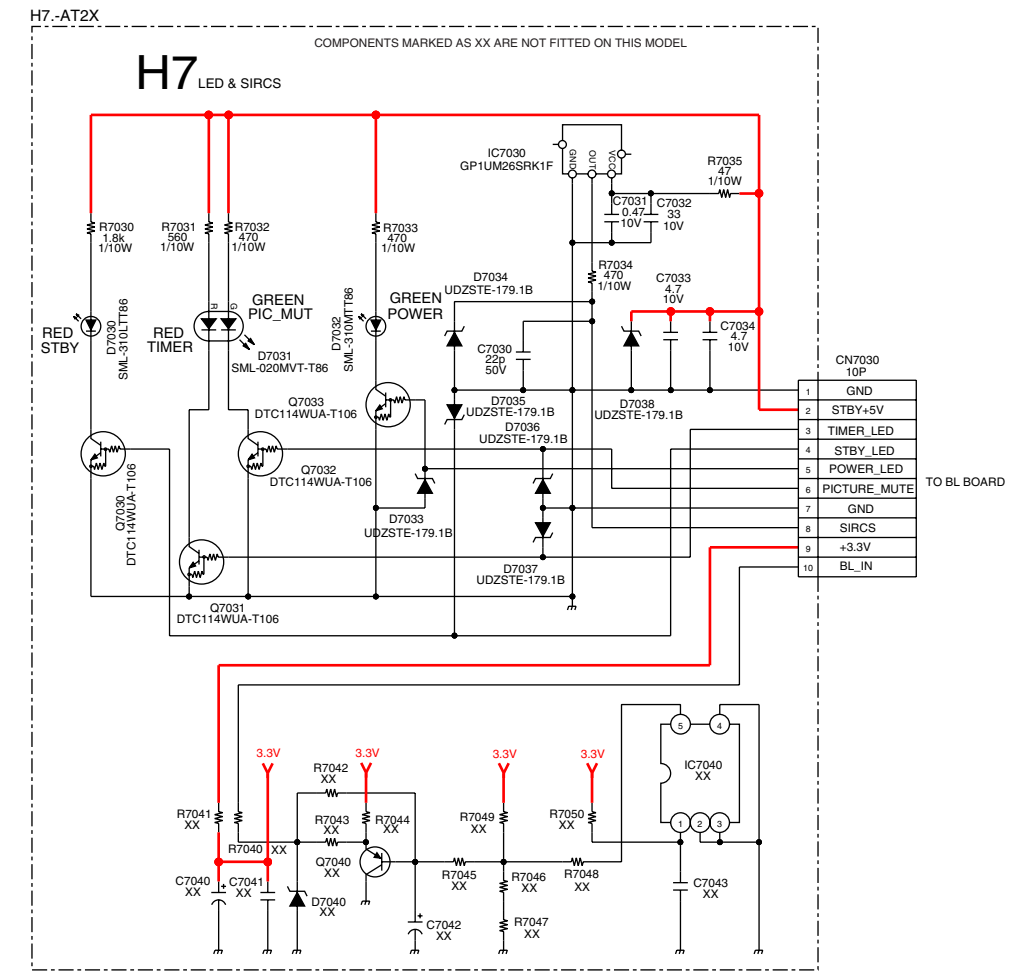 H7.-AT2X
COMPONENTS MARKED AS XX ARE NOT FITTED ON THIS MODEL
H7 LED & SIRCS
IC7030
GP1UM26SRK1F
GND
OUT
VCC
R7035
47
1/10W
C7031
0.47
10V
C7032
33
10V
R7030
1.8k
1/10W
R7031
560
1/10W
R7032
470
1/10W
R7033
470
1/10W
R7034
470
1/10W
D7034
UDZSTE-179.1B
C7033
4.7
10V
C7034
4.7
10V
RED
STBY
D7030
SML-310LTT86
RED
TIMER
R
G
GREEN
PIC_MUT
D7031
SML-020MVT-T86
D7032
SML-310MTT86
GREEN
POWER
C7030
22p
50V
D7035
UDZSTE-179.1B
D7036
UDZSTE-179.1B
D7038
UDZSTE-179.1B
Q7033
DTC114WUA-T106
Q7032
DTC114WUA-T106
Q7030
DTC114WUA-T106
D7033
UDZSTE-179.1B
D7037
UDZSTE-179.1B
Q7031
DTC114WUA-T106
CN7030
10P
1 GND
2 STBY+5V
3 TIMER_LED
4 STBY_LED
5 POWER_LED
6 PICTURE_MUTE
7 GND
8 SIRCS
9 +3.3V
10 BL_IN
TO BL BOARD
3.3V
3.3V
3.3V
3.3V
R7041
XX
R7040 XX
R7042
XX
R7043
XX
R7044
XX
Q7040
XX
R7049
XX
R7050
XX
IC7040
XX
5
4
1
2
3
C7040
XX
+
C7041
XX
D7040
XX
R7045
XX
R7046
XX
R7048
XX
R7047
XX
+
C7042
XX
C7043
XX